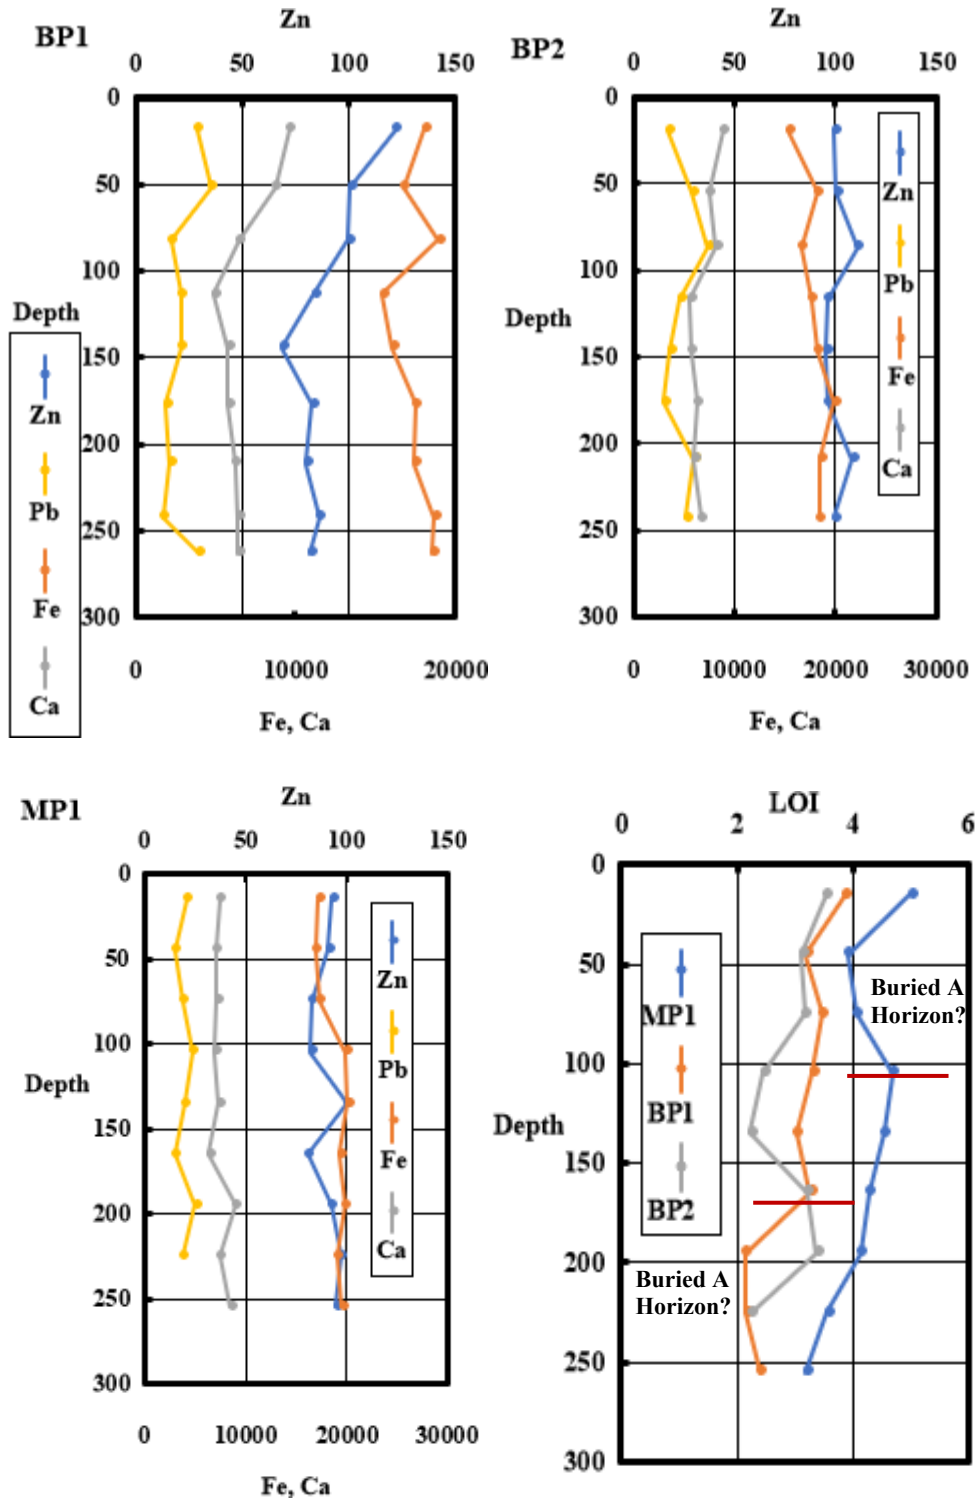 BP1
Zn
0 50 100 150
0
50
100
150
200
250
300
Depth
Zn
Pb
Fe
Ca
0 10000 20000
Fe, Ca
BP2
Zn
0 50 100 150
0
50
100
150
200
250
300
Depth
Zn
Pb
Fe
Ca
0 10000 20000 30000
Fe, Ca
MP1
Zn
0 50 100 150
0
50
100
150
200
250
300
Depth
Zn
Pb
Fe
Ca
0 10000 20000 30000
Fe, Ca
LOI
0 2 4 6
0
50
100
150
200
250
300
Depth
MP1
BP1
BP2
Buried A
Horizon?
Buried A
Horizon?